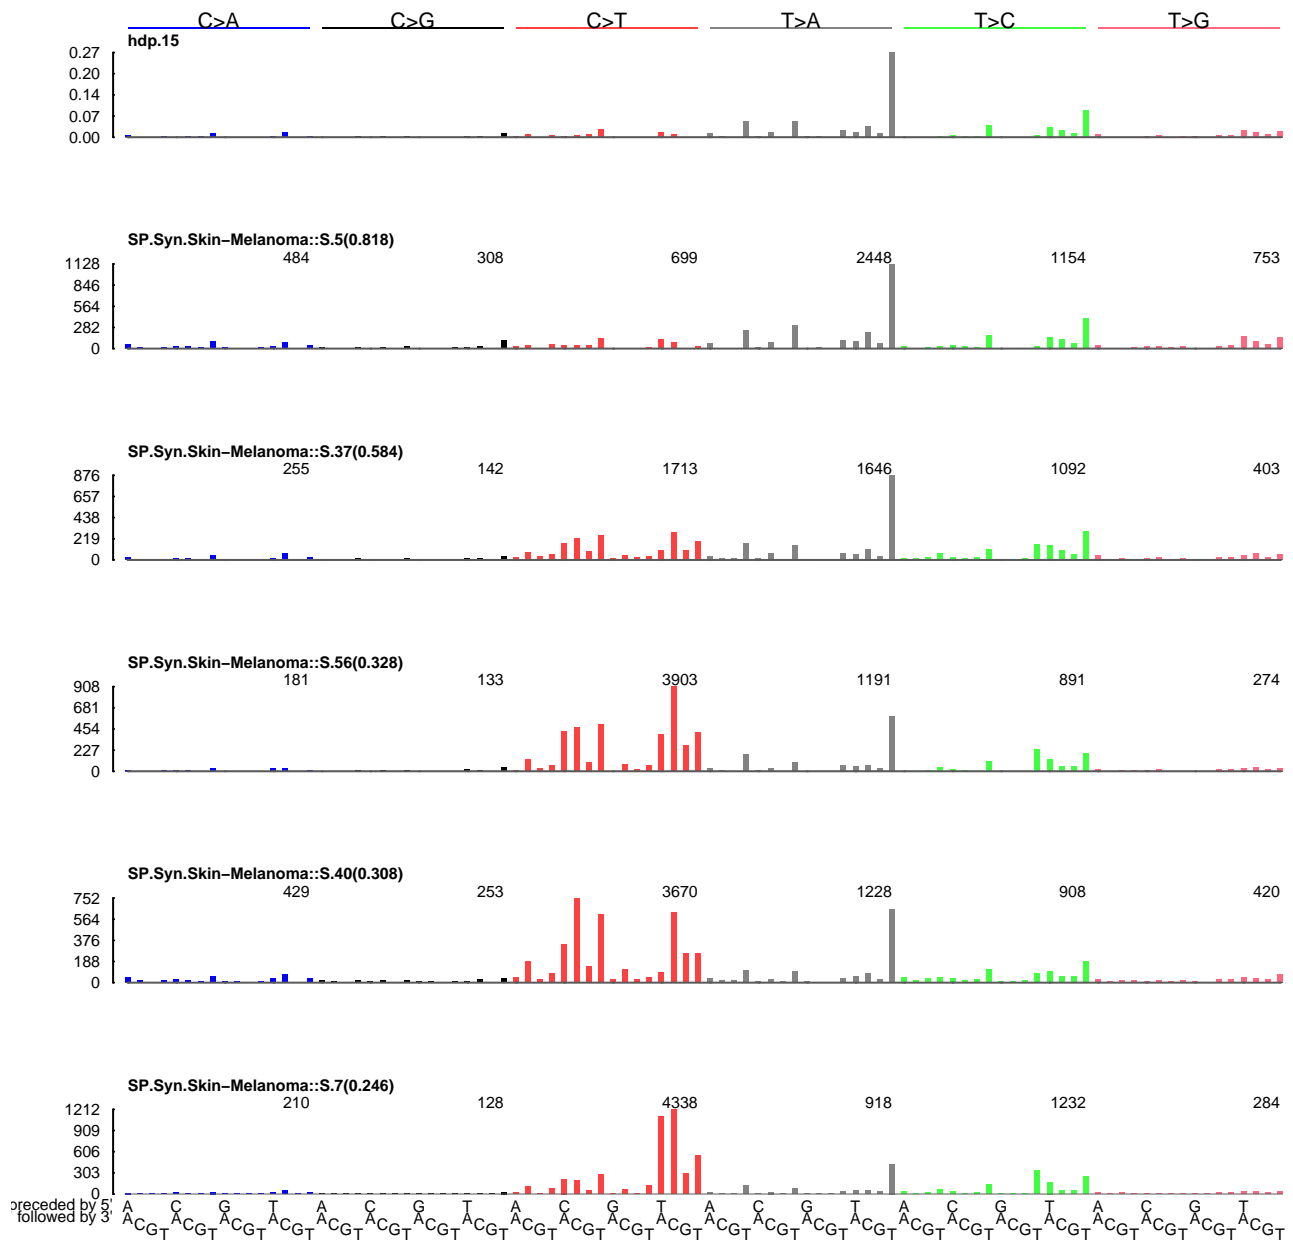 C>A C>G C>T T>A T>C T>G
hdp.15
0.27
0.20
0.14
0.07
0.00
SP.Syn.Skin−Melanoma::S.5(0.818)
484 308 699 2448 1154 753
1128
846
564
282
0
SP.Syn.Skin−Melanoma::S.37(0.584)
255 142 1713 1646 1092 403
876
657
438
219
0
SP.Syn.Skin−Melanoma::S.56(0.328)
181 133 3903 1191 891 274
908
681
454
227
0
SP.Syn.Skin−Melanoma::S.40(0.308)
429 253 3670 1228 908 420
752
564
376
188
0
SP.Syn.Skin−Melanoma::S.7(0.246)
210 128 4338 918 1232 284
1212
909
606
303
0
preceded by 5' A C G T A C G T A C G T A C G T A C G T A C G T
followed by 3' A C G T A C G T A C G T A C G T A C G T A C G T A C G T A C G T A C G T A C G T A C G T A C G T A C G T A C G T A C G T A C G T A C G T A C G T A C G T A C G T A C G T A C G T A C G T A C G T